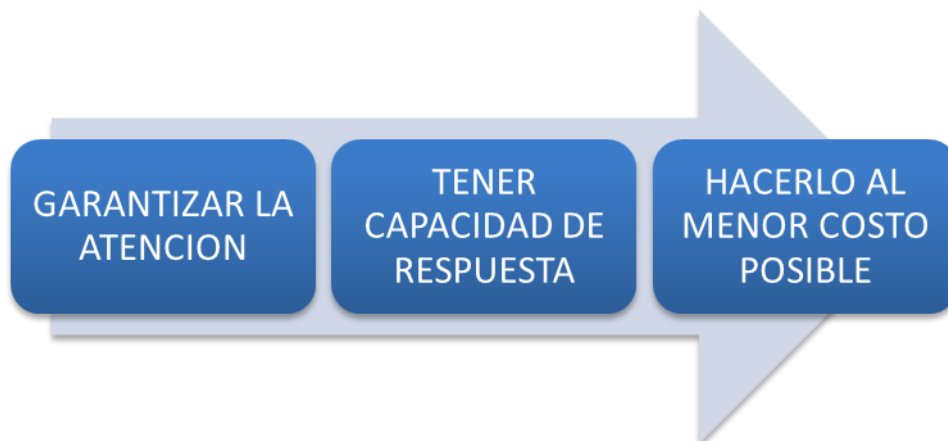 GARANTIZAR LA
ATENCION
TENER
CAPACIDAD DE
RESPUESTA
HACERLO AL
MENOR COSTO
POSIBLE